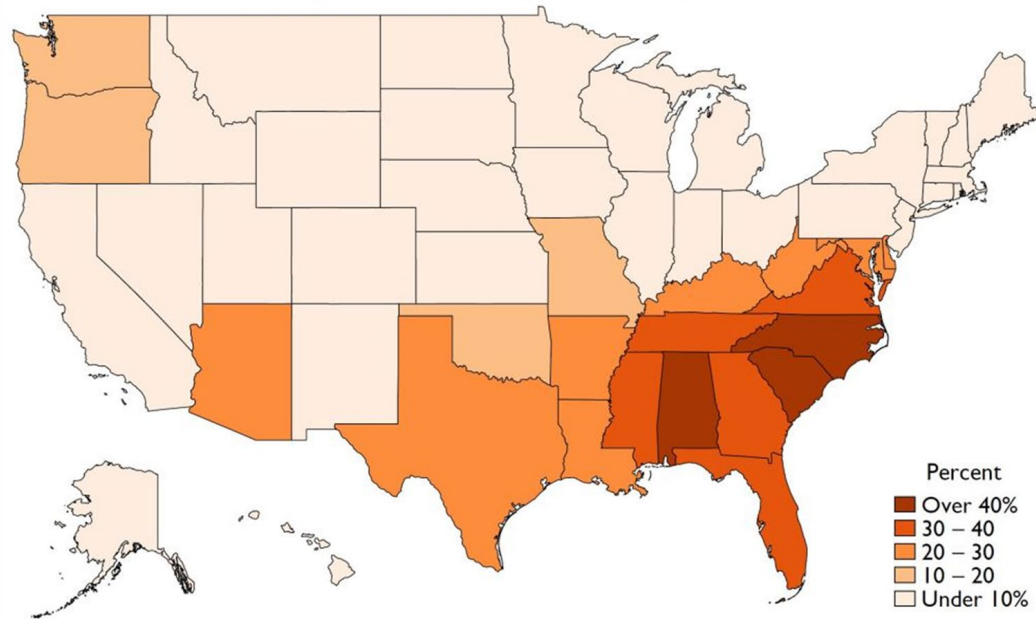 Percent
Over 40%
30 – 40
20 – 30
10 – 20
Under 10%